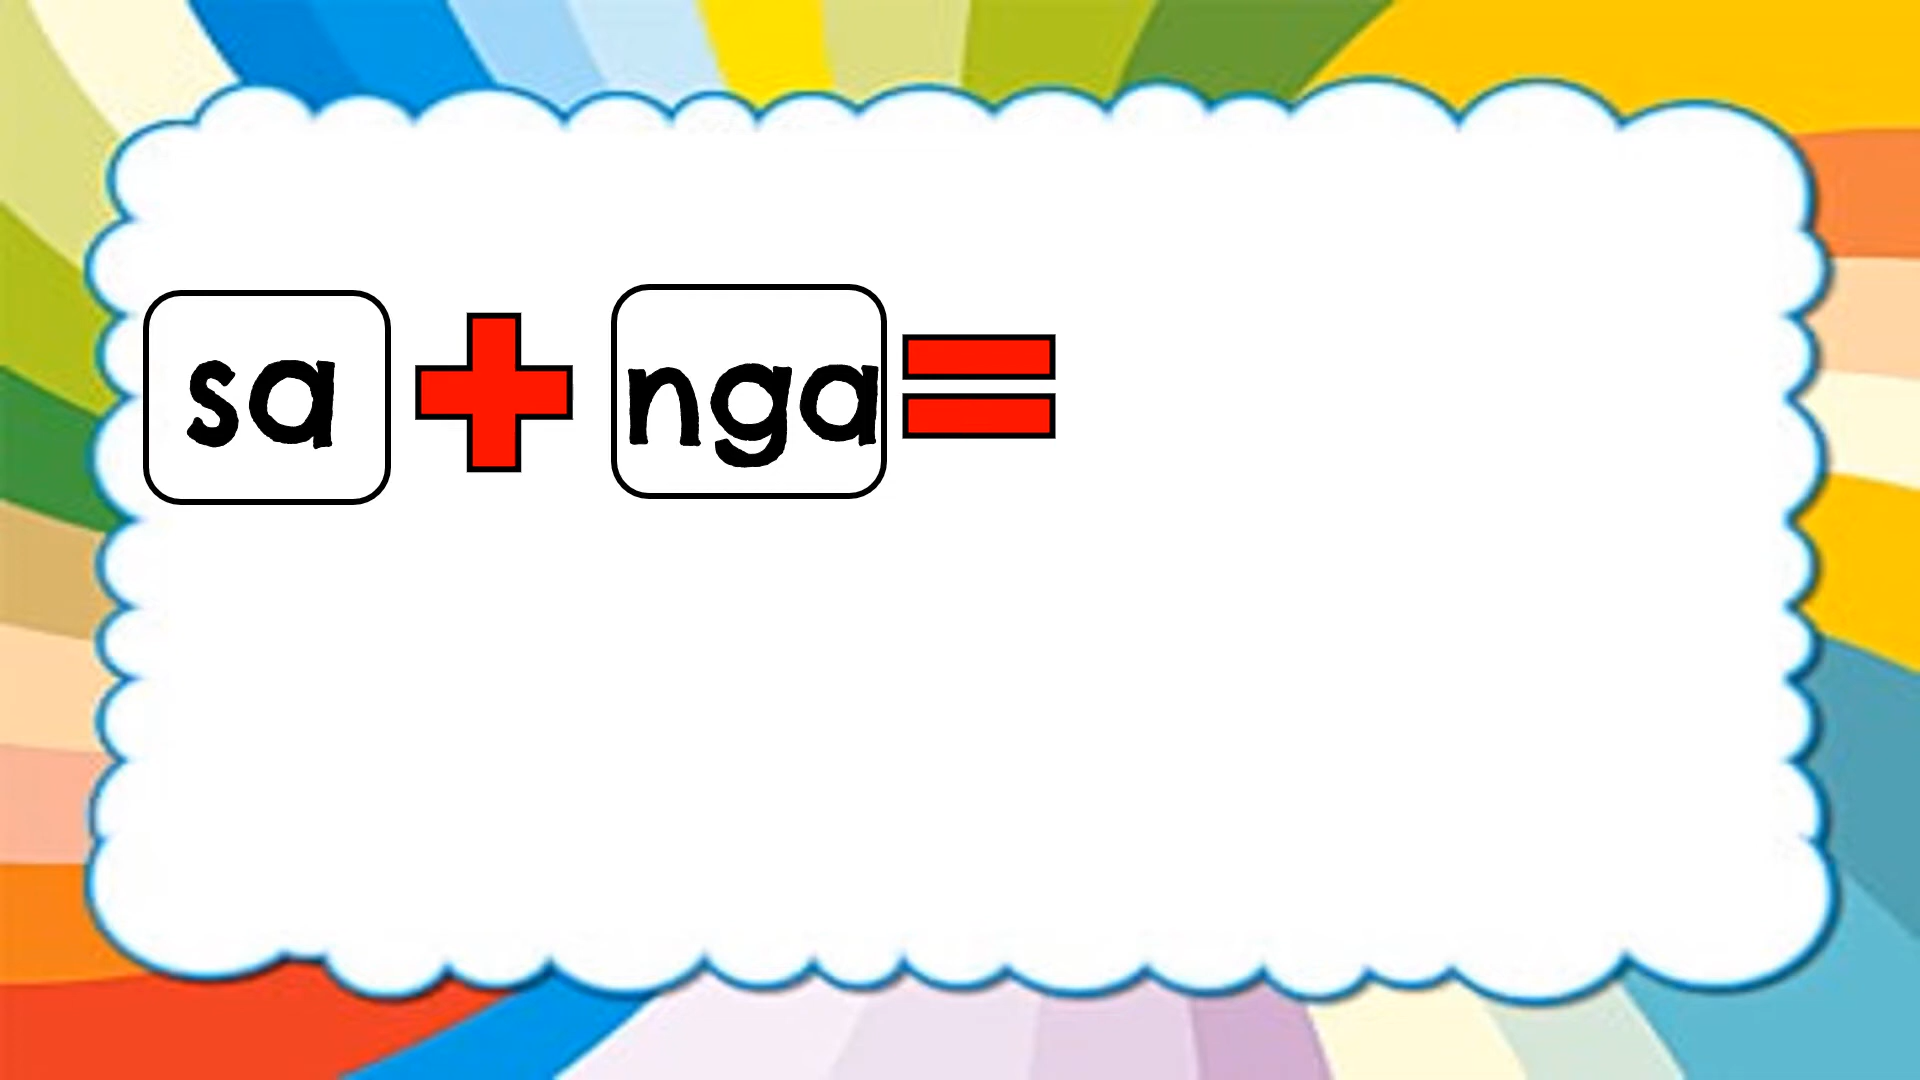 sa + nga =